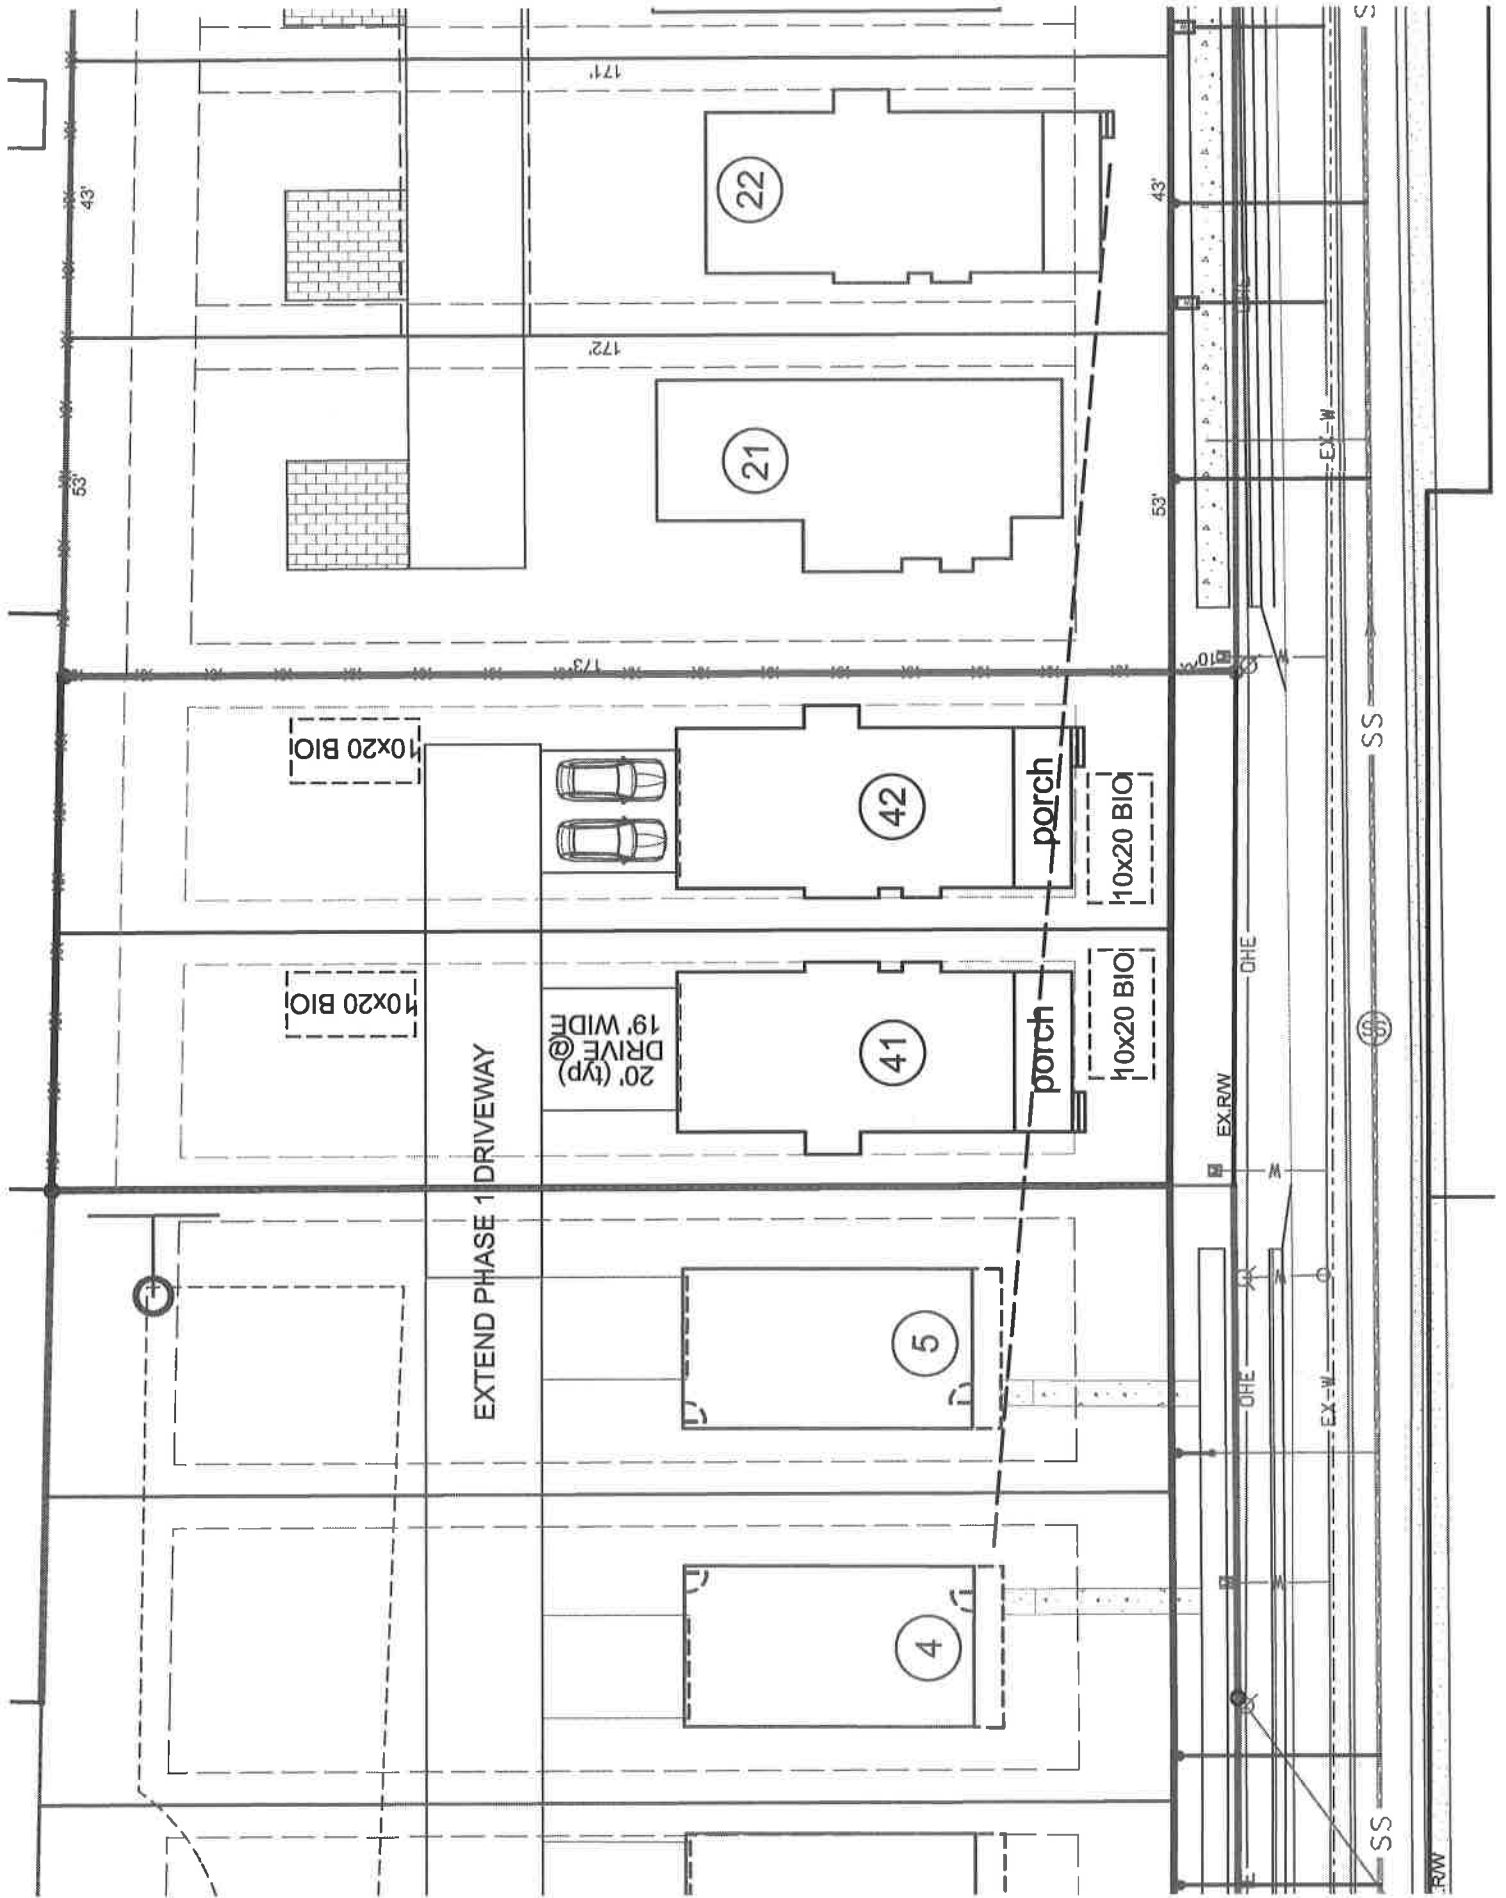 171'
43'
22
43'
172'
53'
21
53'
173'
10'
10x20 BIO
42
porch
10x20 BIO
10x20 BIO
20' (typ)
DRIVE @
19' WIDE
41
porch
10x20 BIO
EXTEND PHASE 1 DRIVEWAY
5
4
EX.R/W
OHE
OHE
W
W
W
W
EX-W
EX-W
SS
SS
S
S
R/W